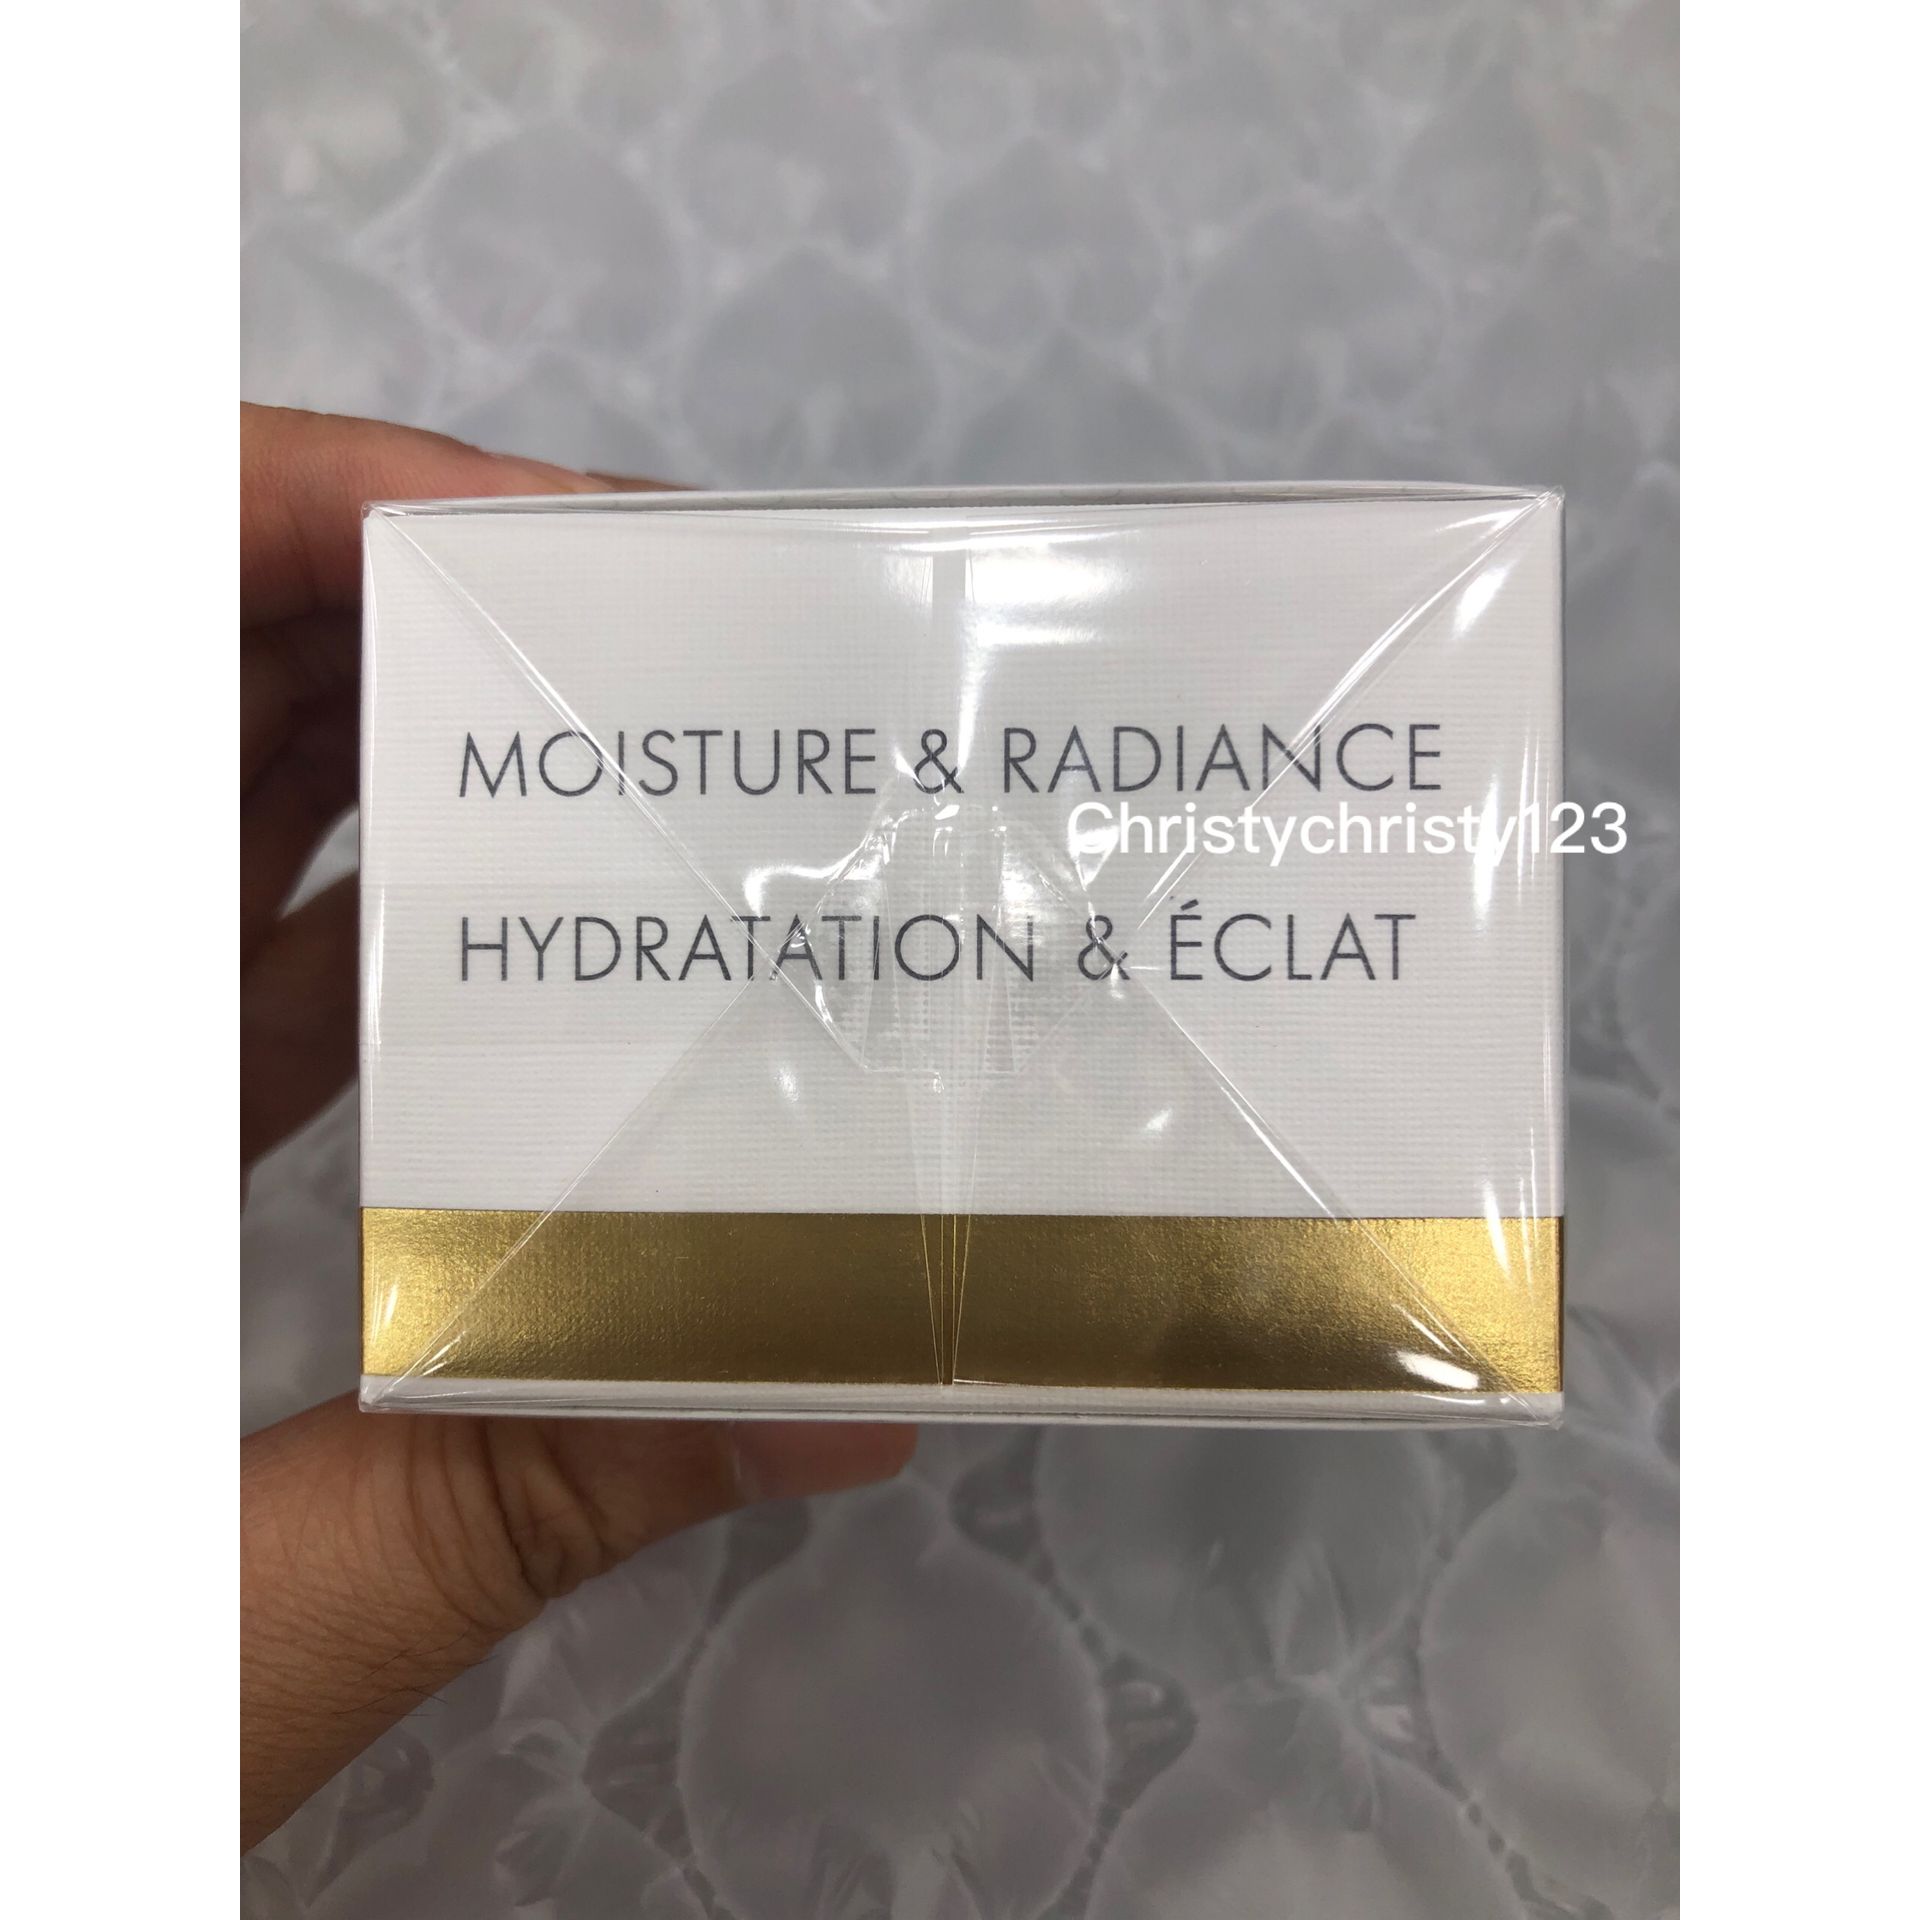 MOISTURE & RADIANCE
Christychristy123
HYDRATATION & ÉCLAT